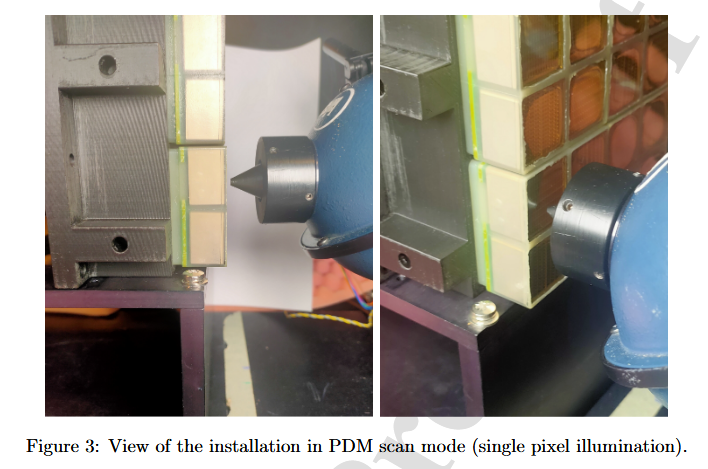 Figure 3: View of the installation in PDM scan mode (single pixel illumination).